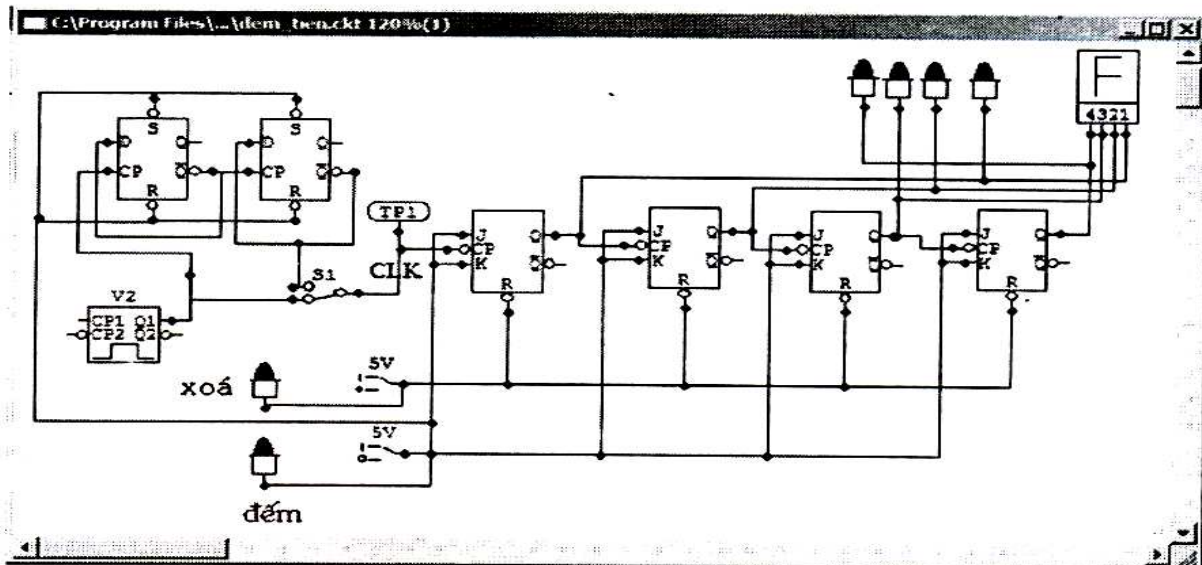 C:\Program Files\...\dem_tien.ckt 120%(1)
F
4321
S
S
D Q
D Q
CP Q
CP Q
R
R
TP1
J Q
J Q
J Q
J Q
CP
CP
CP
CP
K Q
K Q
K Q
K Q
R
R
R
R
CLK
S1
V2
CP1 Q1
CP2 Q2
5V
xoá
5V
đếm